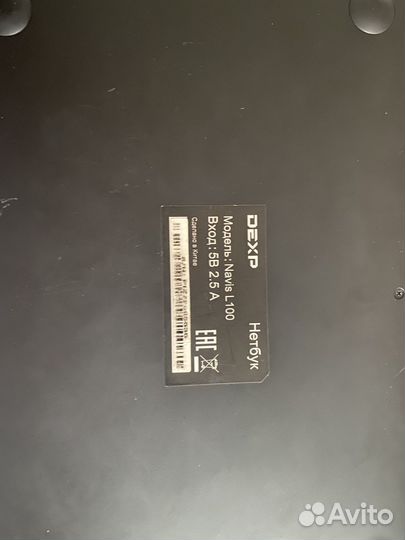 DEXP
Нетбук
Модель: Navis L100
Вход: 5В 2.5 А
Сделано в Китае
EAC
Avito